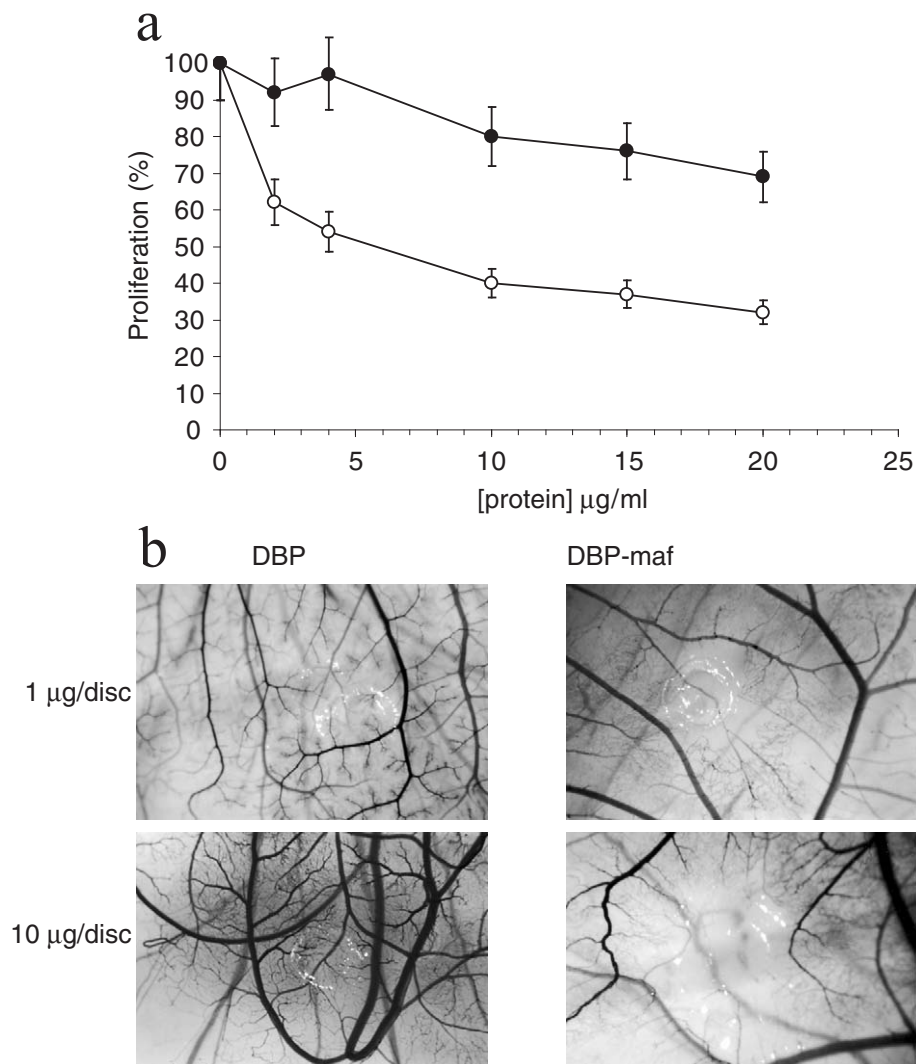 a
100
90
80
70
60
50
40
30
20
10
0
Proliferation (%)
0 5 10 15 20 25
[protein] μg/ml
b
DBP DBP-maf
1 μg/disc
10 μg/disc